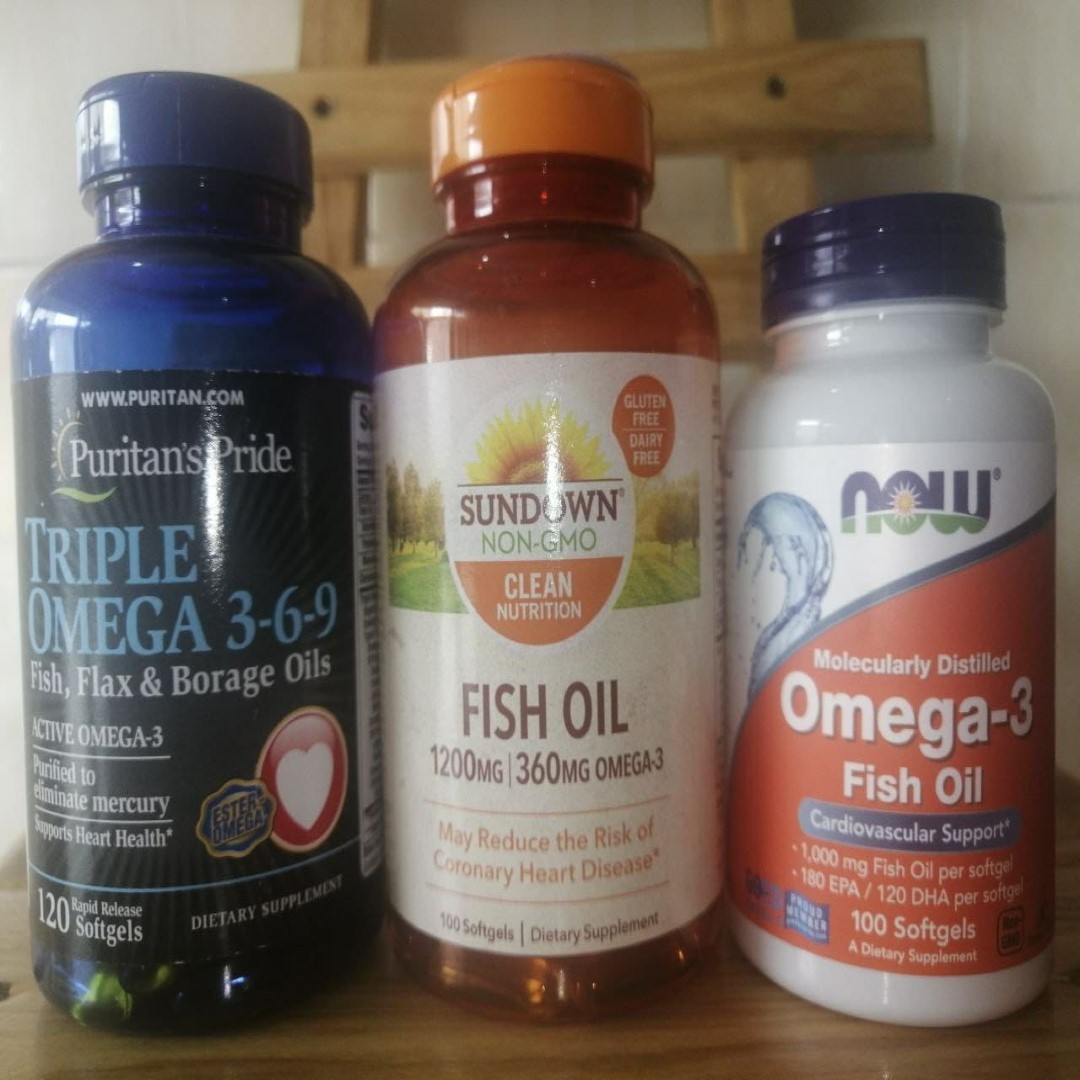 WWW.PURITAN.COM
Puritan's Pride
TRIPLE
OMEGA 3-6-9
Fish, Flax & Borage Oils
ACTIVE OMEGA-3
Purified to
eliminate mercury
Supports Heart Health*
ESTER-
OMEGA
120 Rapid Release
Softgels
DIETARY SUPPLEMENT
GLUTEN
FREE
DAIRY
FREE
SUNDOWN®
NON-GMO
CLEAN
NUTRITION
FISH OIL
1200MG | 360MG OMEGA-3
May Reduce the Risk of
Coronary Heart Disease*
100 Softgels | Dietary Supplement
NOW®
Molecularly Distilled
Omega-3
Fish Oil
Cardiovascular Support*
• 1,000 mg Fish Oil per softgel
• 180 EPA / 120 DHA per softgel
PROUD
MEMBER
100 Softgels
A Dietary Supplement
Non-
GMO